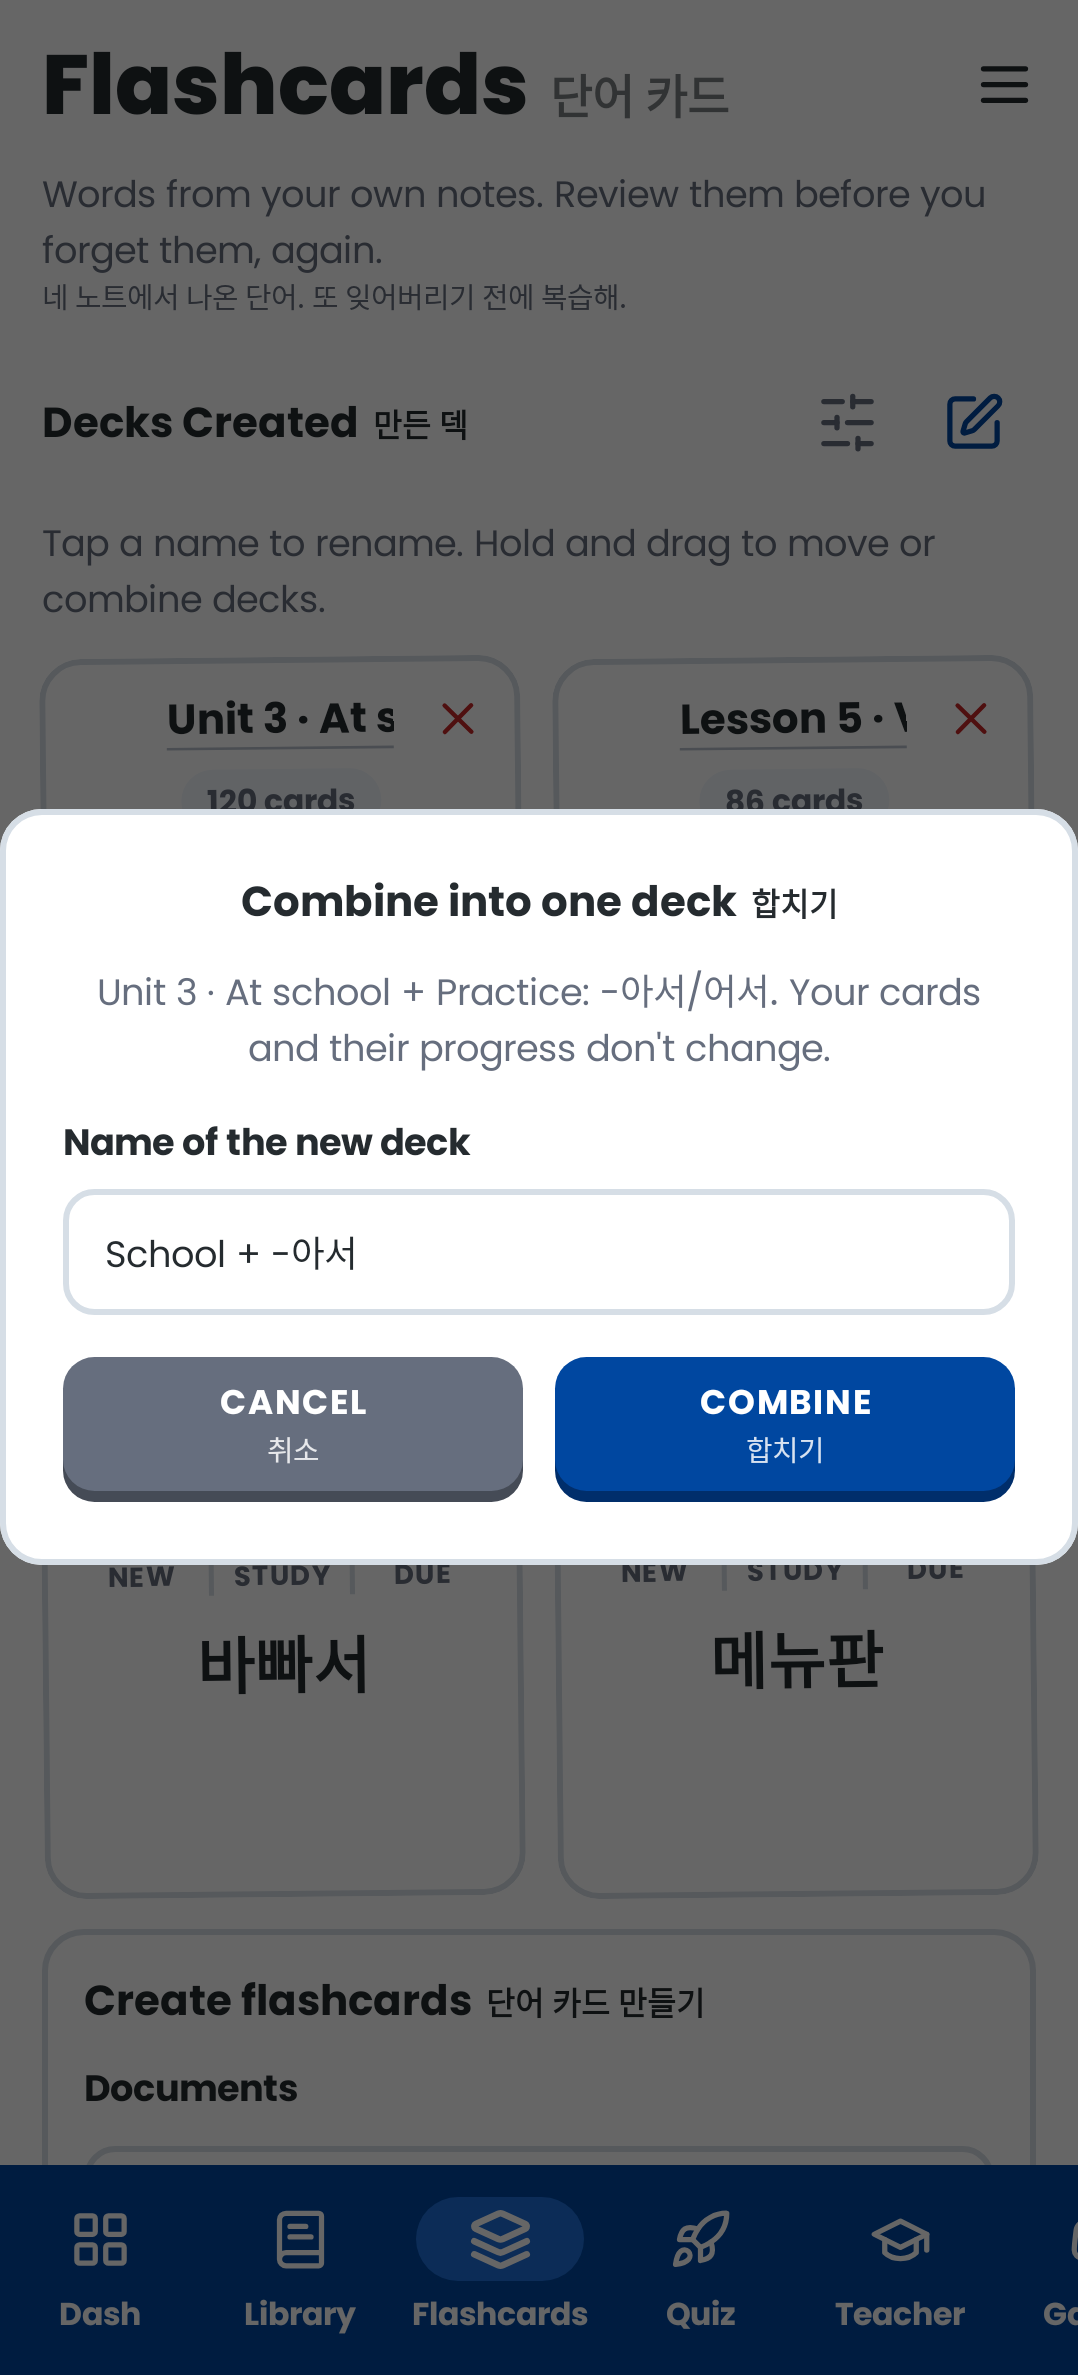 Flashcards 단어 카드
Words from your own notes. Review them before you
forget them, again.
네 노트에서 나온 단어. 또 잊어버리기 전에 복습해.
Decks Created 만든 덱
Tap a name to rename. Hold and drag to move or
combine decks.
Unit 3 · At s
Lesson 5 ·
120 cards
86 cards
Combine into one deck 합치기
Unit 3 · At school + Practice: -아서/어서. Your cards
and their progress don't change.
Name of the new deck
School + -아서
CANCEL
취소
COMBINE
합치기
NEW STUDY DUE
NEW STUDY DUE
바빠서
메뉴판
Create flashcards 단어 카드 만들기
Documents
Dash
Library
Flashcards
Quiz
Teacher